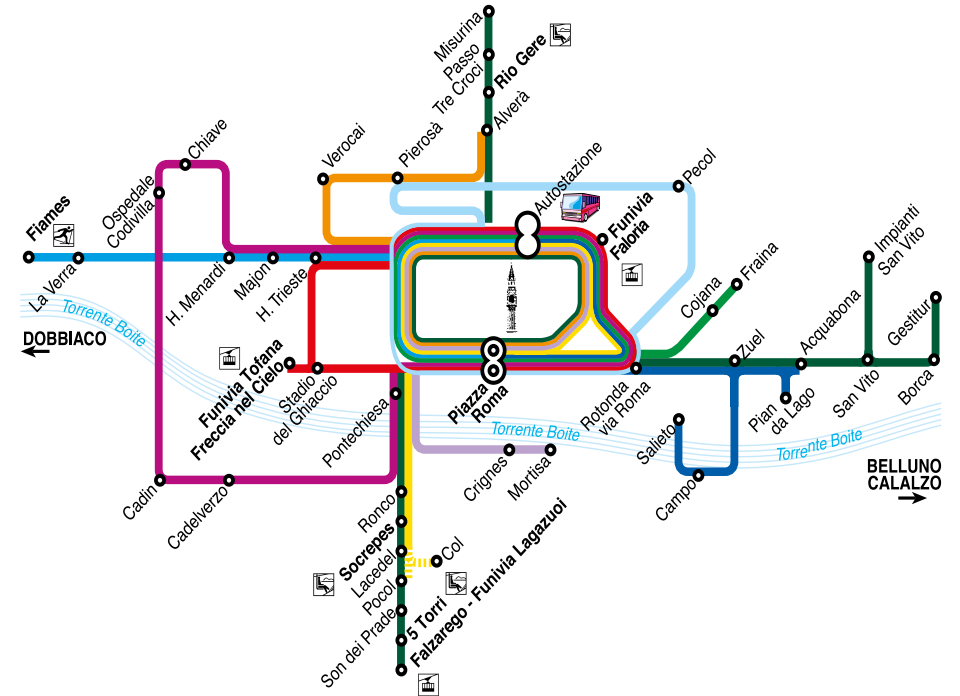 Misurina
Passo
Tre Croci
Rio Gere
Alverà
Chiave
Verocai
Pierosà
Autostazione
Pecol
Ospedale
Codivilla
Fiames
Funivia
Faloria
Impianti
San Vito
La Verra
H. Menardi
Majon
H. Trieste
Cojana
Fraina
Torrente Boite
DOBBIACO
Gestitur
Acquabona
Zuel
Funivia Tofana
Freccia nel Cielo
Stadio
del Ghiaccio
Pontechiesa
Piazza
Roma
Rotonda
via Roma
Pian
da Lago
San Vito
Borca
Torrente Boite
Torrente Boite
Salieto
Campo
BELLUNO
CALALZO
Crignes
Mortisa
Cadin
Cadelverzo
Ronco
Socrepes
Lacedel
Col
Pocol
Son dei Prade
5 Torri
Falzarego - Funivia Lagazuoi